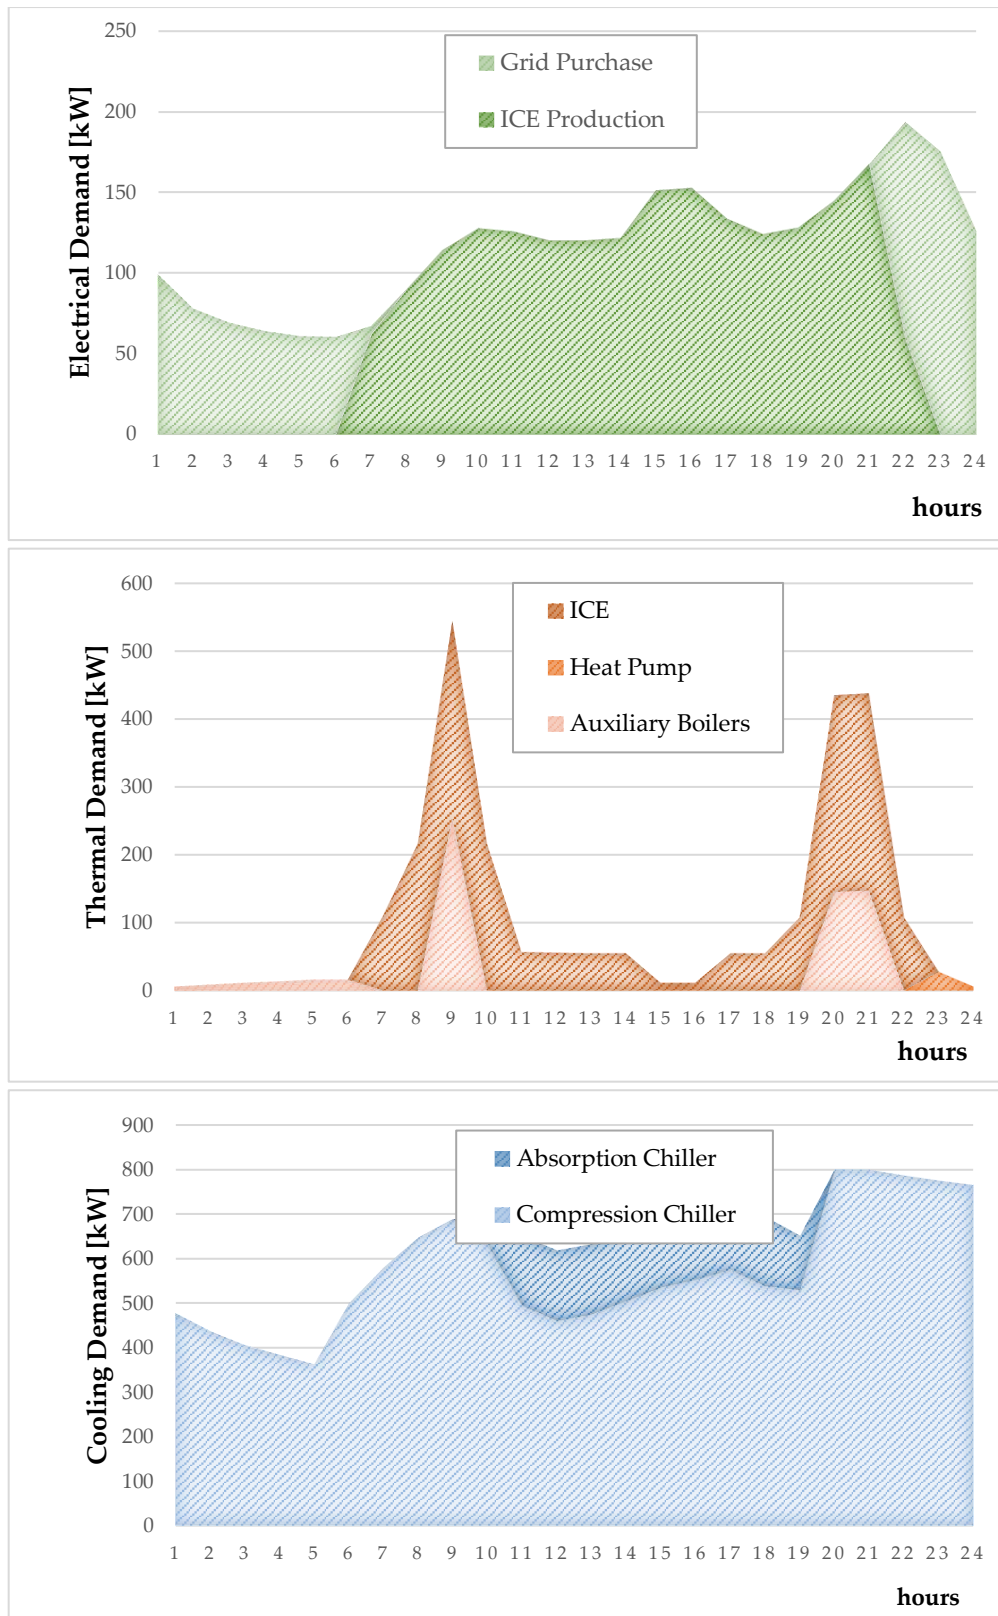 250
Grid Purchase
200
ICE Production
150
100
50
0
Electrical Demand [kW]
1 2 3 4 5 6 7 8 9 10 11 12 13 14 15 16 17 18 19 20 21 22 23 24
hours
600
ICE
500
Heat Pump
400
Auxiliary Boilers
300
200
100
0
Thermal Demand [kW]
1 2 3 4 5 6 7 8 9 10 11 12 13 14 15 16 17 18 19 20 21 22 23 24
hours
900
Absorption Chiller
800
700
Compression Chiller
600
500
400
300
200
100
0
Cooling Demand [kW]
1 2 3 4 5 6 7 8 9 10 11 12 13 14 15 16 17 18 19 20 21 22 23 24
hours